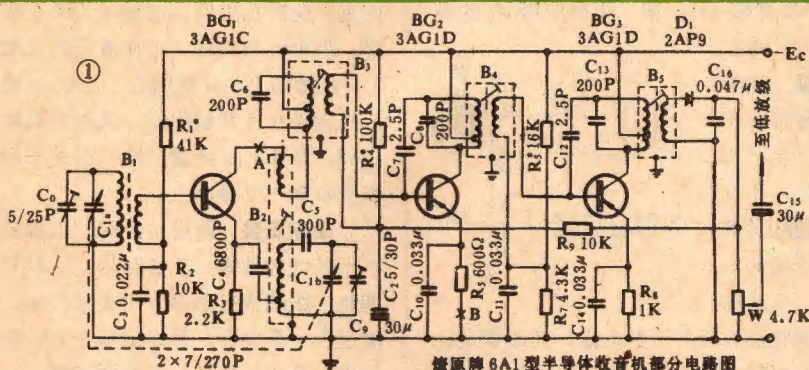 ①
BG₁
3AG1C
BG₂
3AG1D
BG₃
3AG1D
D₁
2AP9
-Ec
C₆
200P
B₃
R₁*
41K
A
B₁
C₀
5/25P
C₁a
B₂
C₅
300P
C₁b
C₉
R₂
10K
C₃ 0.022μ
C₄ 6800P
R₃
2.2K
2×7/270P
R₄* 100K
C₇ 2.5P
C₈
200P
B₄
C₂ 5/30P
30μ
C₁₀ 0.033μ
R₅ 600Ω
B
C₁₁ 0.033μ
R₆* 16K
C₁₂ 2.5P
C₁₃
200P
B₅
C₁₆
0.047μ
至低放级
C₁₅
30μ
R₉ 10K
R₇ 4.3K
C₁₄ 0.033μ
R₈
1K
W 4.7K
燎原牌 6A1 型半导体收音机部分电路图